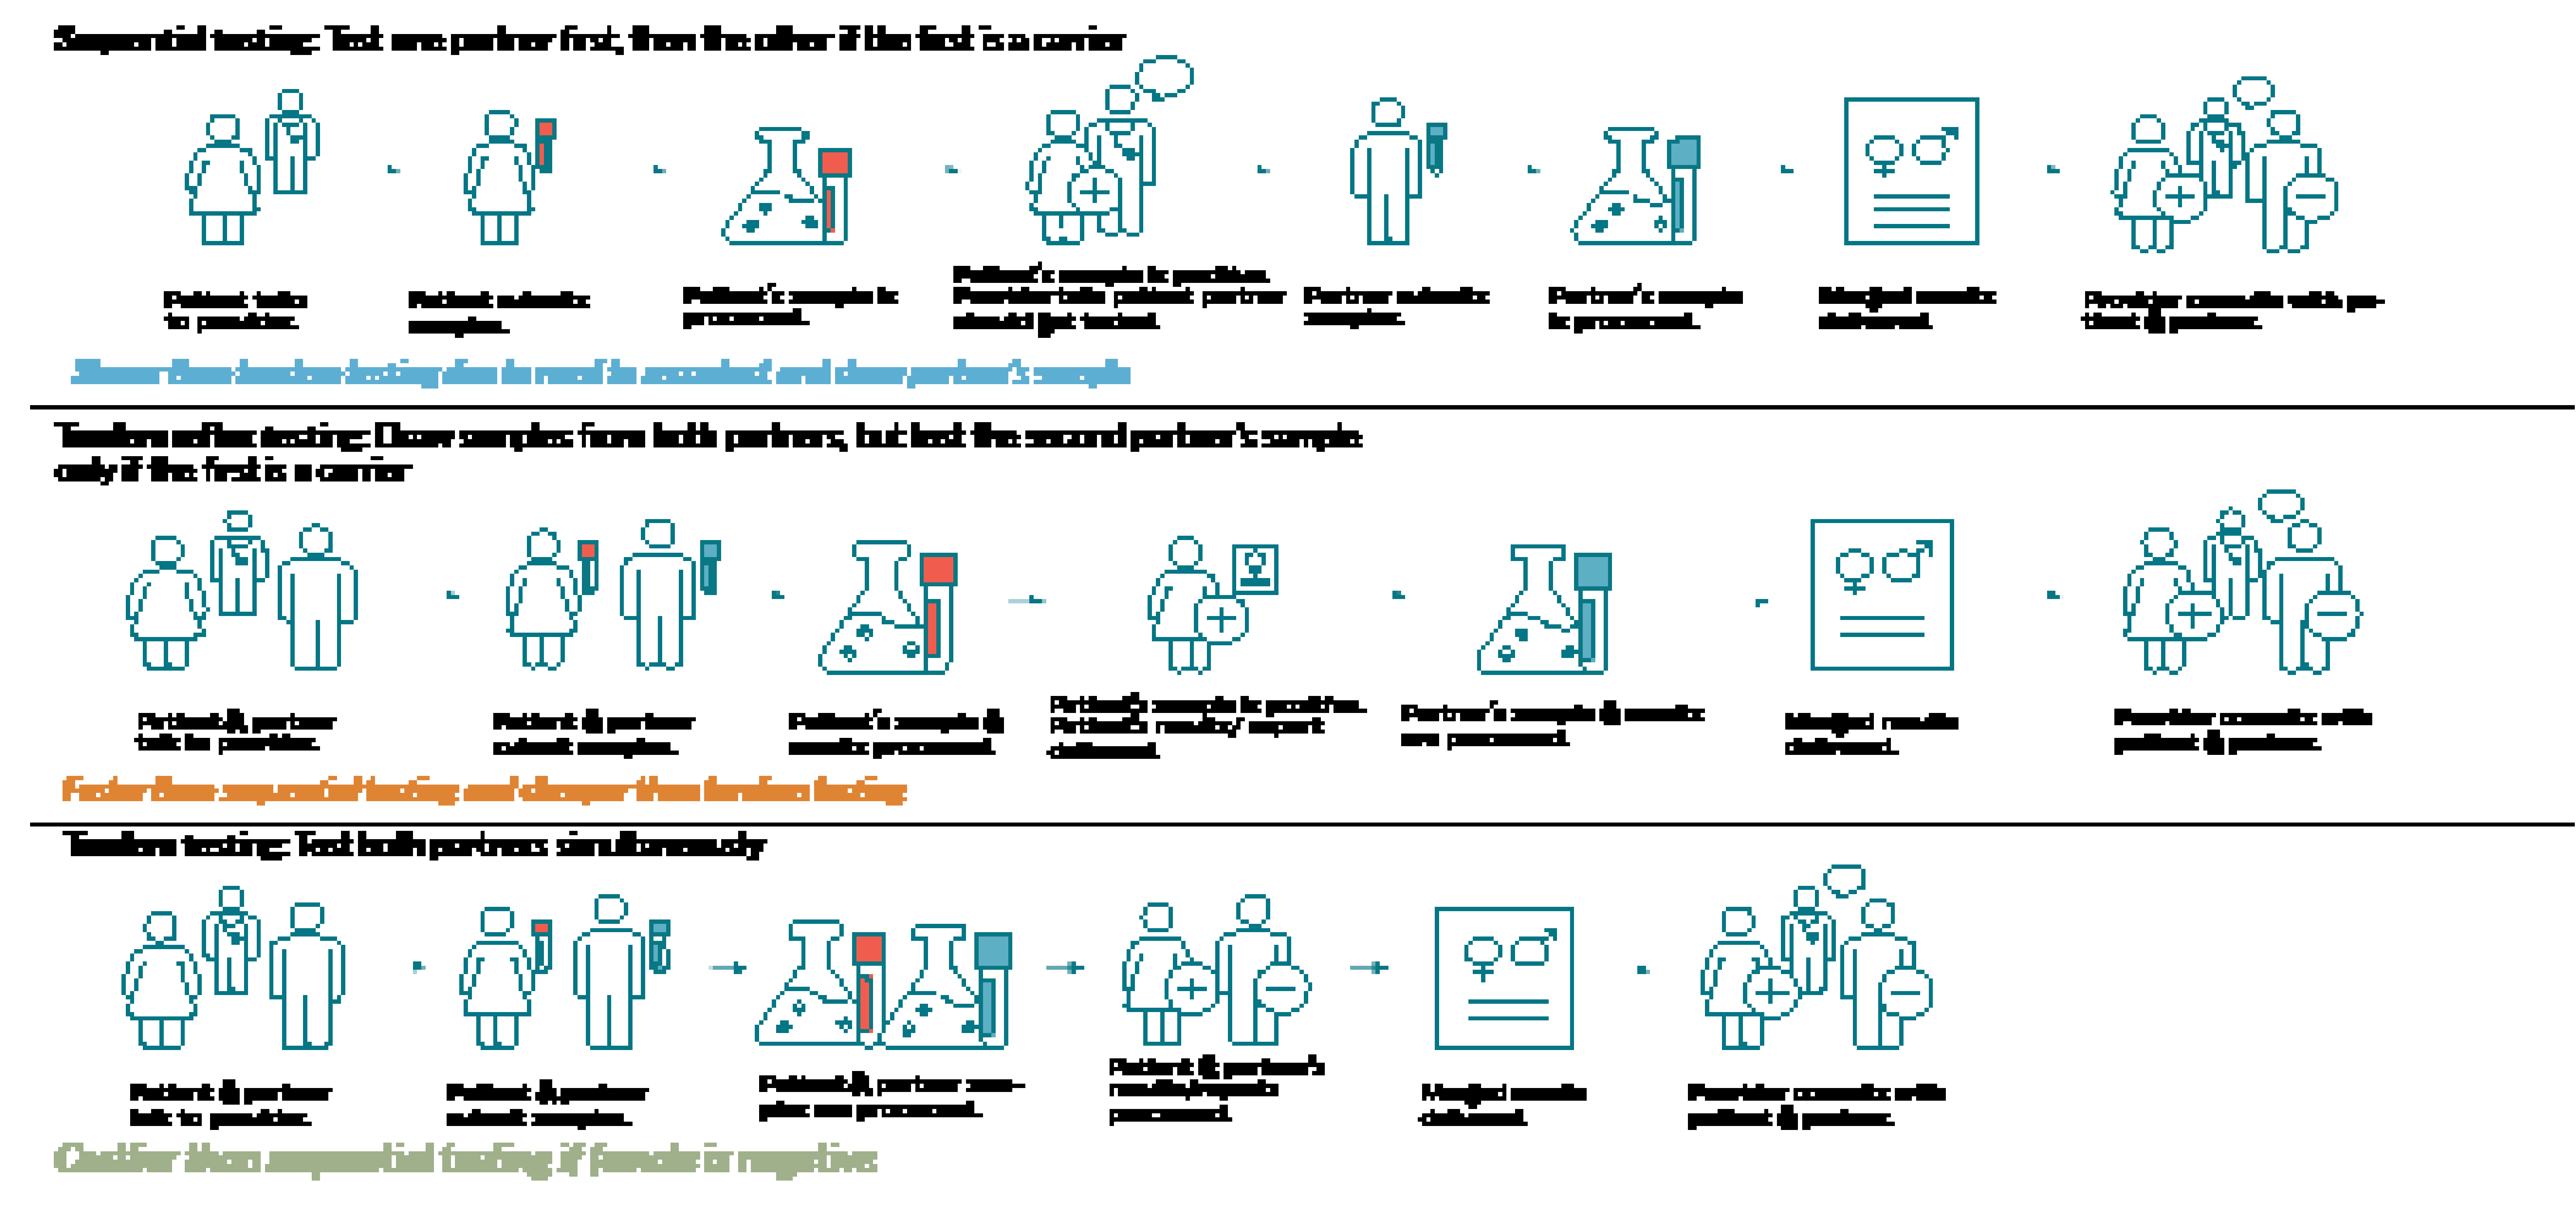 Sequential testing: Test one partner first, then the other if the first is a carrier
Patient talks
to provider.
Patient submits
samples.
Patient's sample is
processed.
Patient's sample is positive.
Provider tells patient partner
should get tested.
Partner submits
samples.
Partner's sample
is processed.
Merged results
delivered.
Provider consults with pa-
tient & partner.
Slower than tandem testing due to need to and draw partner's sample
Tandem reflex testing: Draw samples from both partners, but test the second partner's sample
only if the first is a carrier
Patient & partner
talk to provider.
Patient & partner
submit samples.
Patient's sample &
results processed.
Patient's sample is positive.
Patient's results/ report
delivered.
Partner's sample & results
are processed.
Merged results
delivered.
Provider consults with
patient & partner.
Faster than sequential testing and cheaper than tandem testing
Tandem testing: Test both partners simultaneously
Patient & partner
talk to provider.
Patient & partner
submit samples.
Patient & partner sam-
ples are processed.
Patient & partner's
results/reports
processed.
Merged results
delivered.
Provider consults with
patient & partner.
Costlier than sequential testing if female is negative